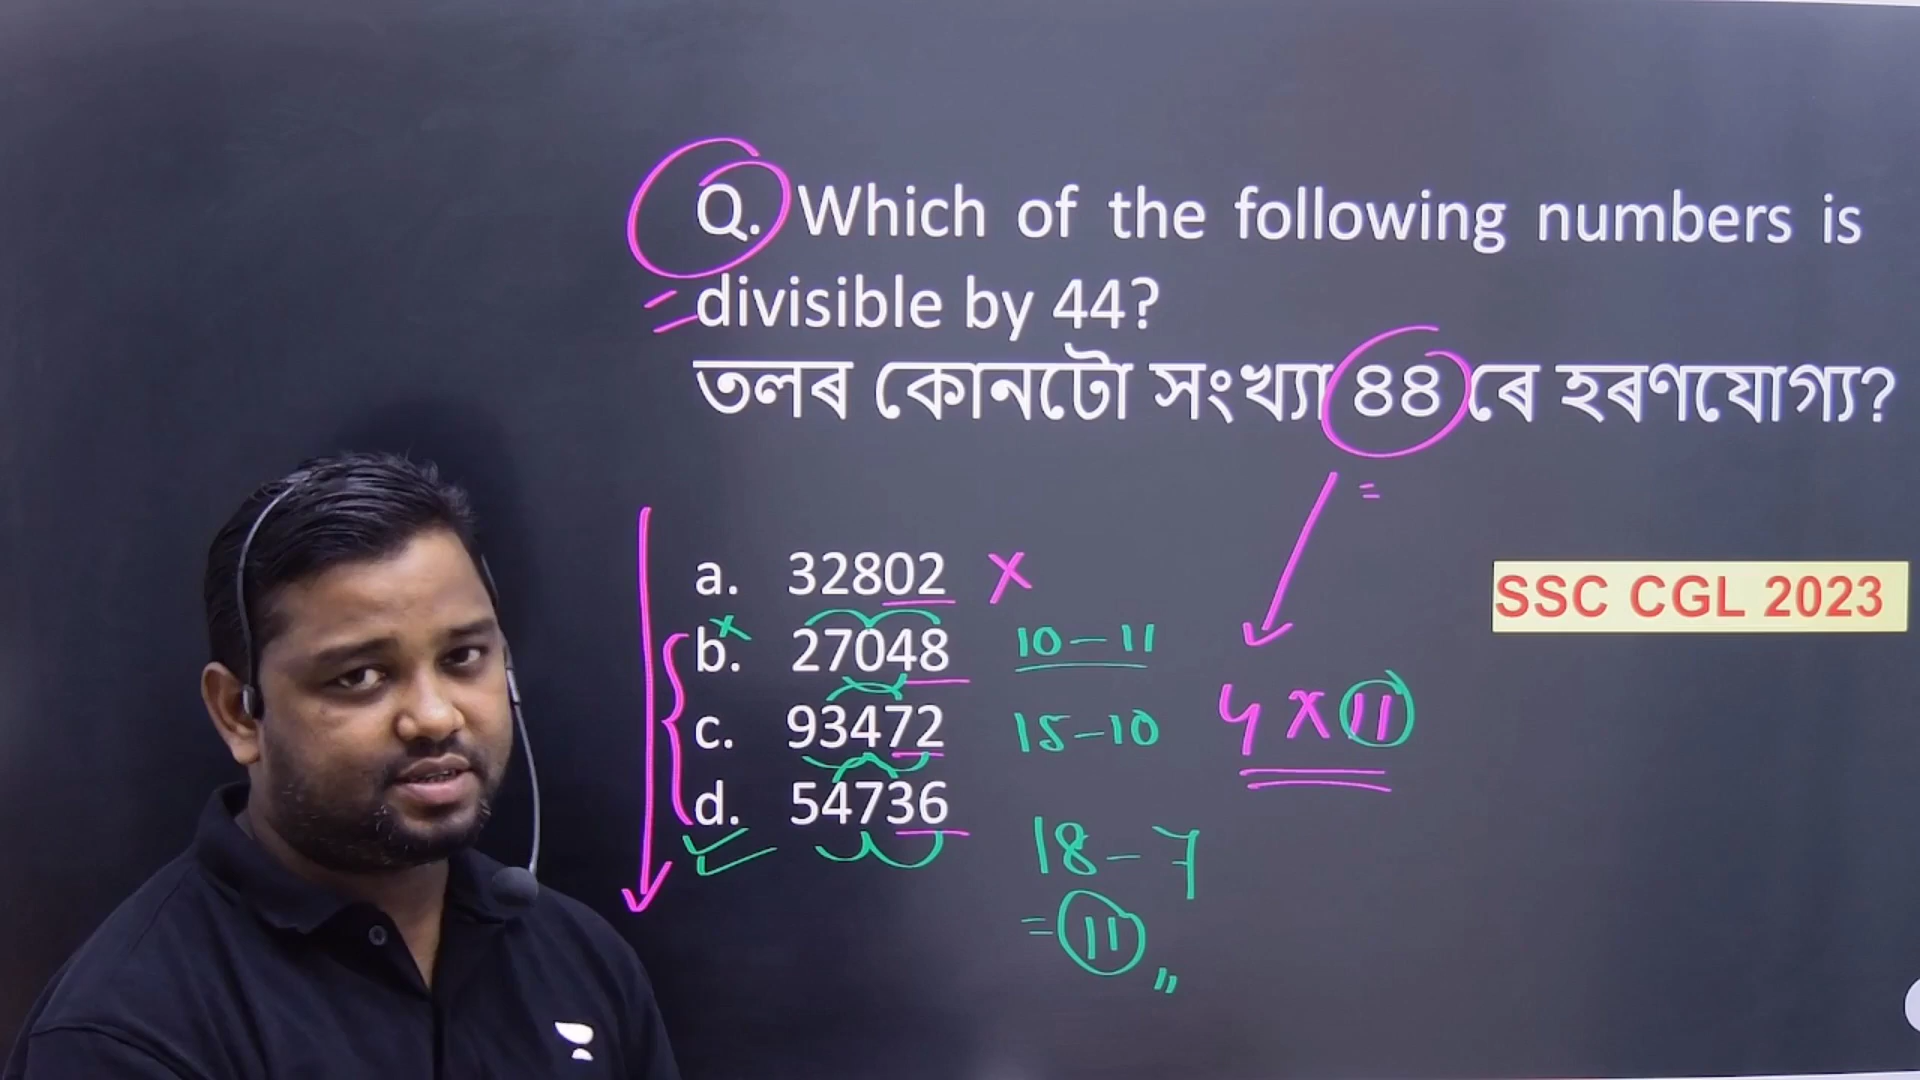 Q. Which of the following numbers is
divisible by 44?
তলৰ কোনটো সংখ্যা ৪৪ ৰে হৰণযোগ্য?
a. 32802 X
b. 27048 10-11
c. 93472 15-10
d. 54736 18-7
=11
4 X 11
SSC CGL 2023